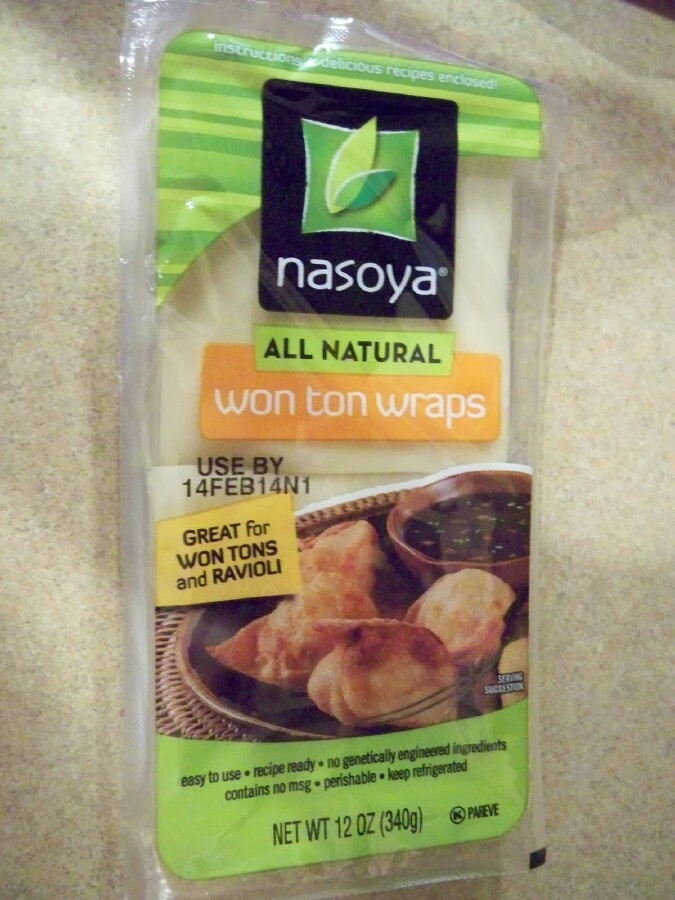 instructions & delicious recipes enclosed!
nasoya®
ALL NATURAL
won ton wraps
USE BY
14FEB14N1
GREAT for
WON TONS
and RAVIOLI
SERVING
SUGGESTION
easy to use • recipe ready • no genetically engineered ingredients
contains no msg • perishable • keep refrigerated
NET WT 12 OZ (340g)
K PAREVE